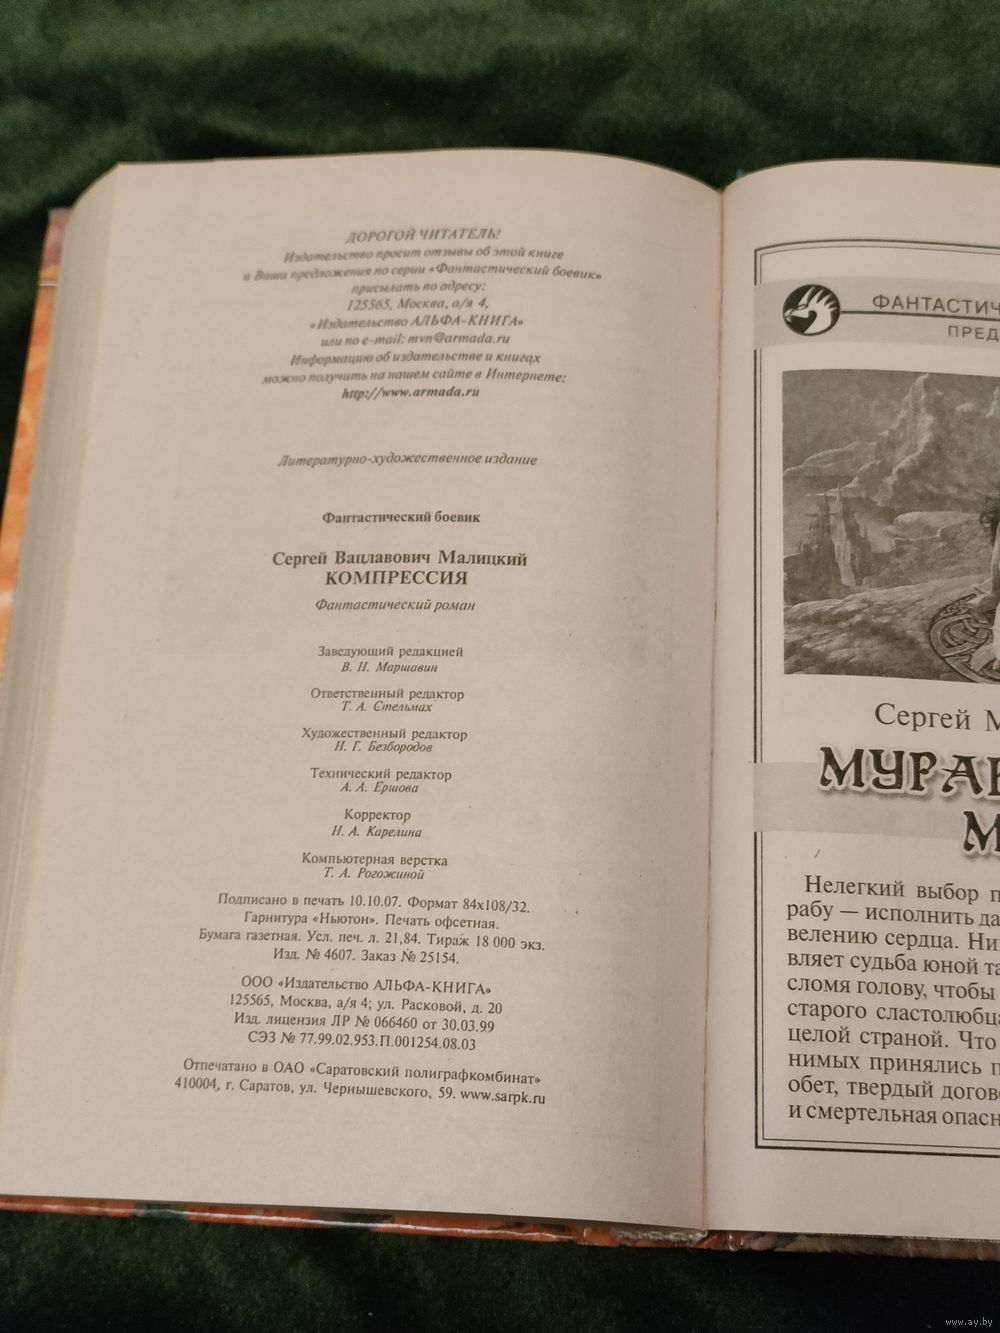 ДОРОГОЙ ЧИТАТЕЛЬ!
Издательство просит отзывы об этой книге
и Ваши предложения по серии «Фантастический боевик»
присылать по адресу:
125565, Москва, а/я 4,
«Издательство АЛЬФА-КНИГА»
или по e-mail: mvn@armada.ru
Информацию об издательстве и книгах
можно получить на нашем сайте в Интернете:
http://www.armada.ru
Литературно-художественное издание
Фантастический боевик
Сергей Вацлавович Малицкий
КОМПРЕССИЯ
Фантастический роман
Заведующий редакцией
В. Н. Маршавин
Ответственный редактор
Т. А. Стельмах
Художественный редактор
Н. Г. Безбородов
Технический редактор
А. А. Ершова
Корректор
Н. А. Карелина
Компьютерная верстка
Т. А. Рогожиной
Подписано в печать 10.10.07. Формат 84х108/32.
Гарнитура «Ньютон». Печать офсетная.
Бумага газетная. Усл. печ. л. 21,84. Тираж 18 000 экз.
Изд. № 4607. Заказ № 25154.
ООО «Издательство АЛЬФА-КНИГА»
125565, Москва, а/я 4; ул. Расковой, д. 20
Изд. лицензия ЛР № 066460 от 30.03.99
СЭЗ № 77.99.02.953.П.001254.08.03
Отпечатано в ОАО «Саратовский полиграфкомбинат»
410004, г. Саратов, ул. Чернышевского, 59. www.sarpk.ru
ФАНТАСТИЧ
ПРЕД
Сергей М
МУРАВ
М
Нелегкий выбор п
рабу — исполнить да
велению сердца. Ни
вляет судьба юной та
сломя голову, чтобы
старого сластолюбца
целой страной. Что
нимых принялись п
обет, твердый догово
и смертельная опасн
www.ay.by